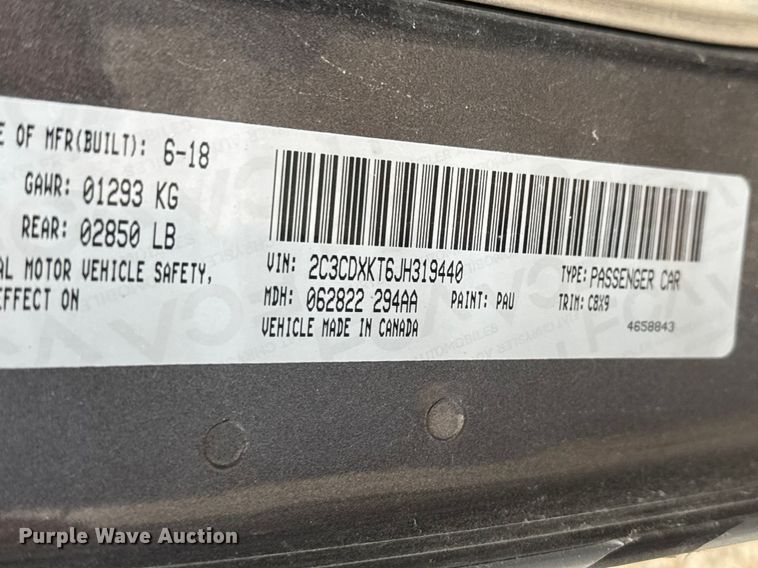 E OF MFR(BUILT): 6-18
GAWR: 01293 KG
REAR: 02850 LB
AL MOTOR VEHICLE SAFETY,
EFFECT ON
VIN: 2C3CDXKT6JH319440
TYPE: PASSENGER CAR
MDH: 062822 294AA
PAINT: PAU
TRIM: CBX9
VEHICLE MADE IN CANADA
4658843
Purple Wave Auction